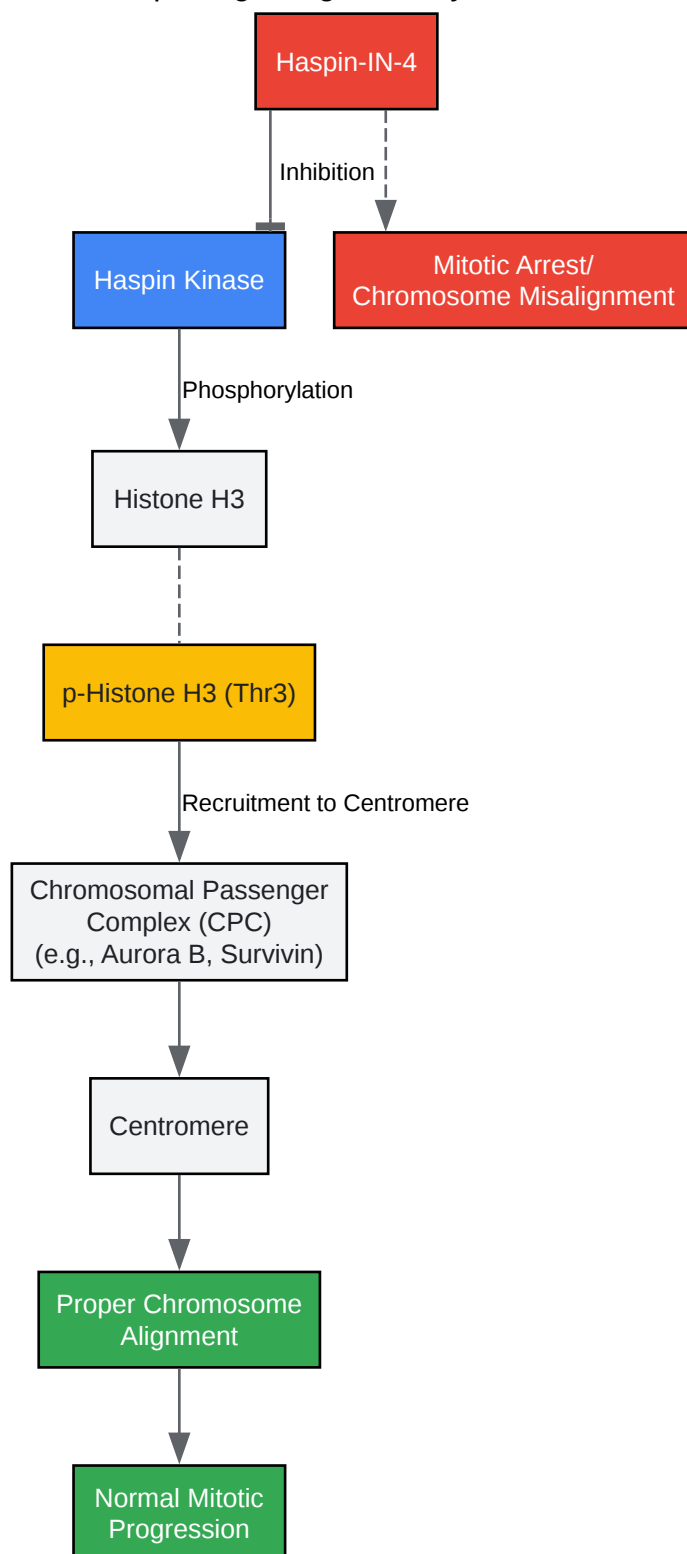 Haspin-IN-4
Inhibition
Haspin Kinase
Mitotic Arrest/
Chromosome Misalignment
Phosphorylation
Histone H3
p-Histone H3 (Thr3)
Recruitment to Centromere
Chromosomal Passenger
Complex (CPC)
(e.g., Aurora B, Survivin)
Centromere
Proper Chromosome
Alignment
Normal Mitotic
Progression